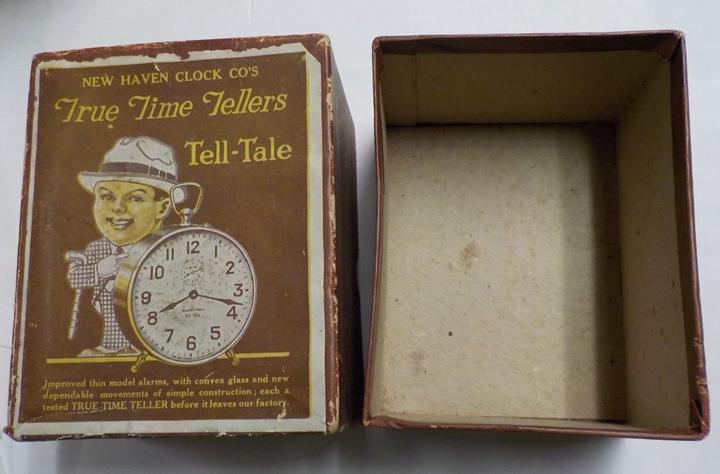 NEW HAVEN CLOCK CO'S
True Time Tellers
Tell-Tale
12
11 1
10 2
9 3
8 4
7 5
6
Improved thin model alarms, with convex glass and new
dependable movements of simple construction; each a
tested TRUE TIME TELLER before it leaves our factory.